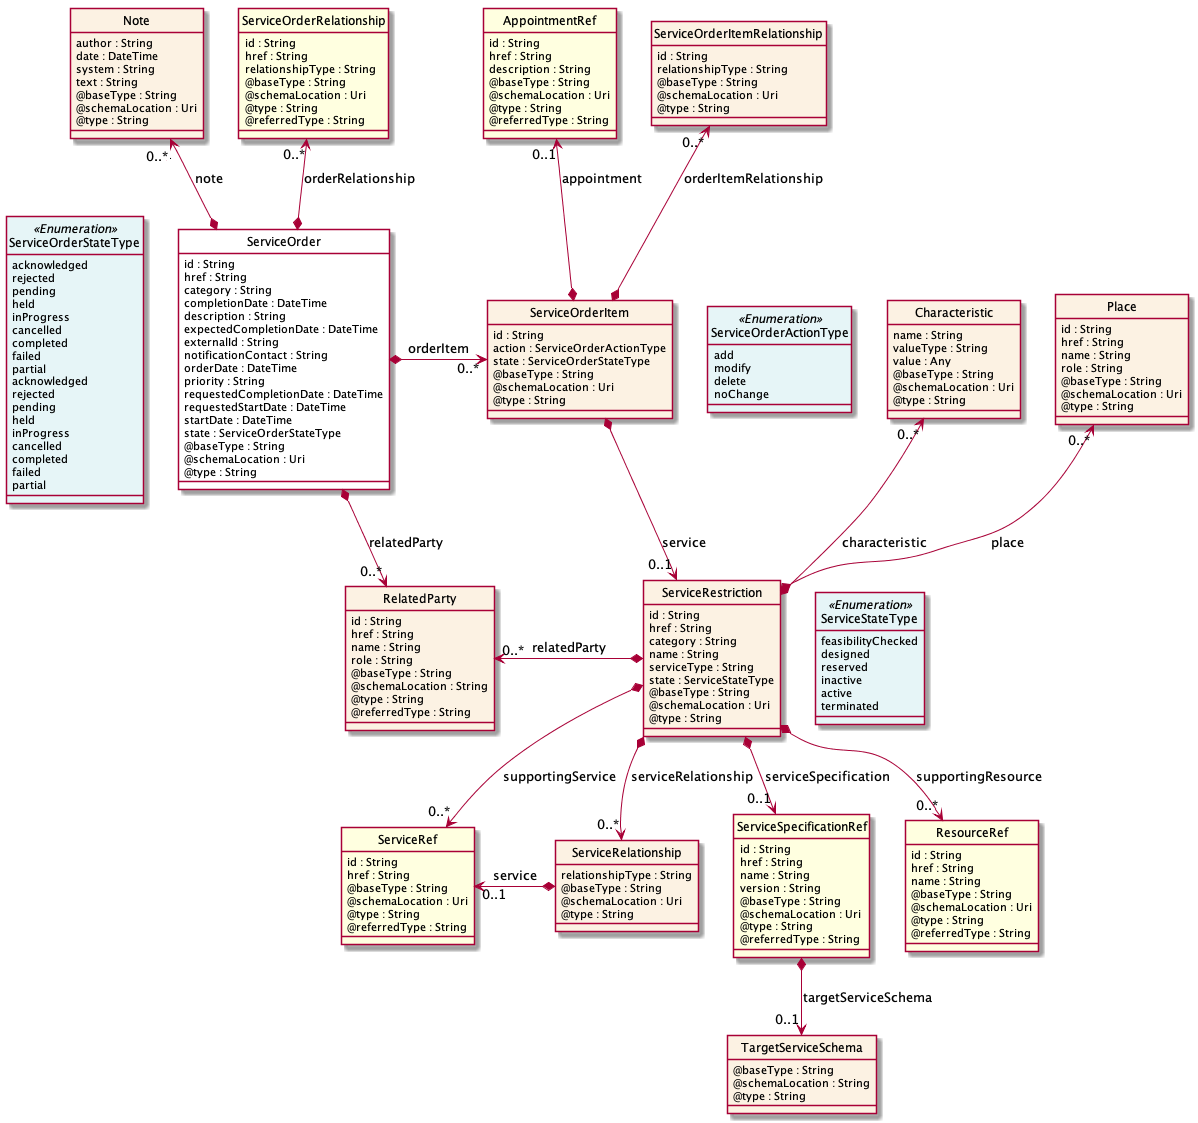 Note
author : String
date : DateTime
system : String
text : String
@baseType : String
@schemaLocation : Uri
@type : String
ServiceOrderRelationship
id : String
href : String
relationshipType : String
@baseType : String
@schemaLocation : Uri
@type : String
@referredType : String
AppointmentRef
id : String
href : String
description : String
@baseType : String
@schemaLocation : Uri
@type : String
@referredType : String
ServiceOrderItemRelationship
id : String
relationshipType : String
@baseType : String
@schemaLocation : Uri
@type : String
0..*
note
0..*
orderRelationship
0..1
appointment
0..*
orderItemRelationship
«Enumeration»
ServiceOrderStateType
acknowledged
rejected
pending
held
inProgress
cancelled
completed
failed
partial
acknowledged
rejected
pending
held
inProgress
cancelled
completed
failed
partial
ServiceOrder
id : String
href : String
category : String
completionDate : DateTime
description : String
expectedCompletionDate : DateTime
externalId : String
notificationContact : String
orderDate : DateTime
priority : String
requestedCompletionDate : DateTime
requestedStartDate : DateTime
startDate : DateTime
state : ServiceOrderStateType
@baseType : String
@schemaLocation : Uri
@type : String
orderItem
0..*
ServiceOrderItem
id : String
action : ServiceOrderActionType
state : ServiceOrderStateType
@baseType : String
@schemaLocation : Uri
@type : String
«Enumeration»
ServiceOrderActionType
add
modify
delete
noChange
Characteristic
name : String
valueType : String
value : Any
@baseType : String
@schemaLocation : Uri
@type : String
Place
id : String
href : String
name : String
role : String
@baseType : String
@schemaLocation : Uri
@type : String
0..*
0..*
relatedParty
0..*
service
0..1
characteristic
place
RelatedParty
id : String
href : String
name : String
role : String
@baseType : String
@schemaLocation : String
@type : String
@referredType : String
0..*
relatedParty
ServiceRestriction
id : String
href : String
category : String
name : String
serviceType : String
state : ServiceStateType
@baseType : String
@schemaLocation : Uri
@type : String
«Enumeration»
ServiceStateType
feasibilityChecked
designed
reserved
inactive
active
terminated
supportingService
0..*
serviceRelationship
0..*
serviceSpecification
0..1
supportingResource
0..*
ServiceRef
id : String
href : String
@baseType : String
@schemaLocation : Uri
@type : String
@referredType : String
service
0..1
ServiceRelationship
relationshipType : String
@baseType : String
@schemaLocation : Uri
@type : String
ServiceSpecificationRef
id : String
href : String
name : String
version : String
@baseType : String
@schemaLocation : Uri
@type : String
@referredType : String
ResourceRef
id : String
href : String
name : String
@baseType : String
@schemaLocation : Uri
@type : String
@referredType : String
targetServiceSchema
0..1
TargetServiceSchema
@baseType : String
@schemaLocation : String
@type : String